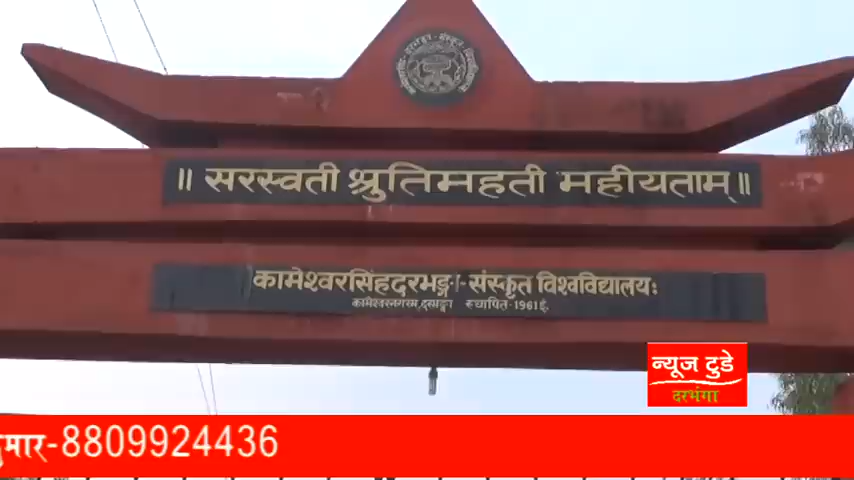 ॥ सरस्वती श्रुतिमहती महीयताम् ॥
कामेश्वरसिंहदरभङ्गा-संस्कृत विश्वविद्यालयः
कामेश्वरनगरम्, दरभङ्गा स्थापित-1961ई.
न्यूज टुडे
दरभंगा
कुमार-8809924436